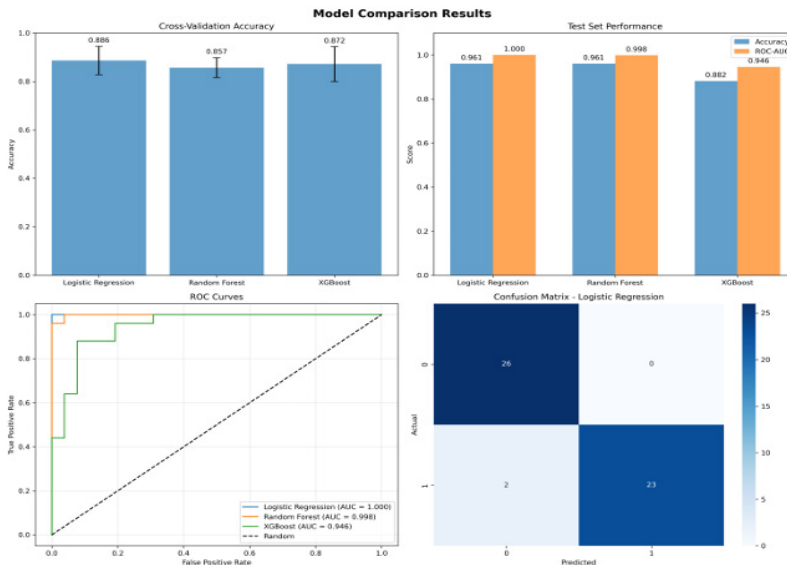 Model Comparison Results
Cross-Validation Accuracy
0.886
0.857
0.872
1.0
0.8
0.6
0.4
0.2
0.0
Accuracy
Logistic Regression
Random Forest
XGBoost
Test Set Performance
Accuracy
ROC-AUC
0.961
1.000
0.961
0.998
0.882
0.946
1.0
0.8
0.6
0.4
0.2
0.0
Score
Logistic Regression
Random Forest
XGBoost
ROC Curves
1.0
0.8
0.6
0.4
0.2
0.0
True Positive Rate
Logistic Regression (AUC = 1.000)
Random Forest (AUC = 0.998)
XGBoost (AUC = 0.946)
Random
0.0
0.2
0.4
0.6
0.8
1.0
False Positive Rate
Confusion Matrix - Logistic Regression
0
1
Actual
26
0
2
23
0
1
Predicted
25
20
15
10
5
0